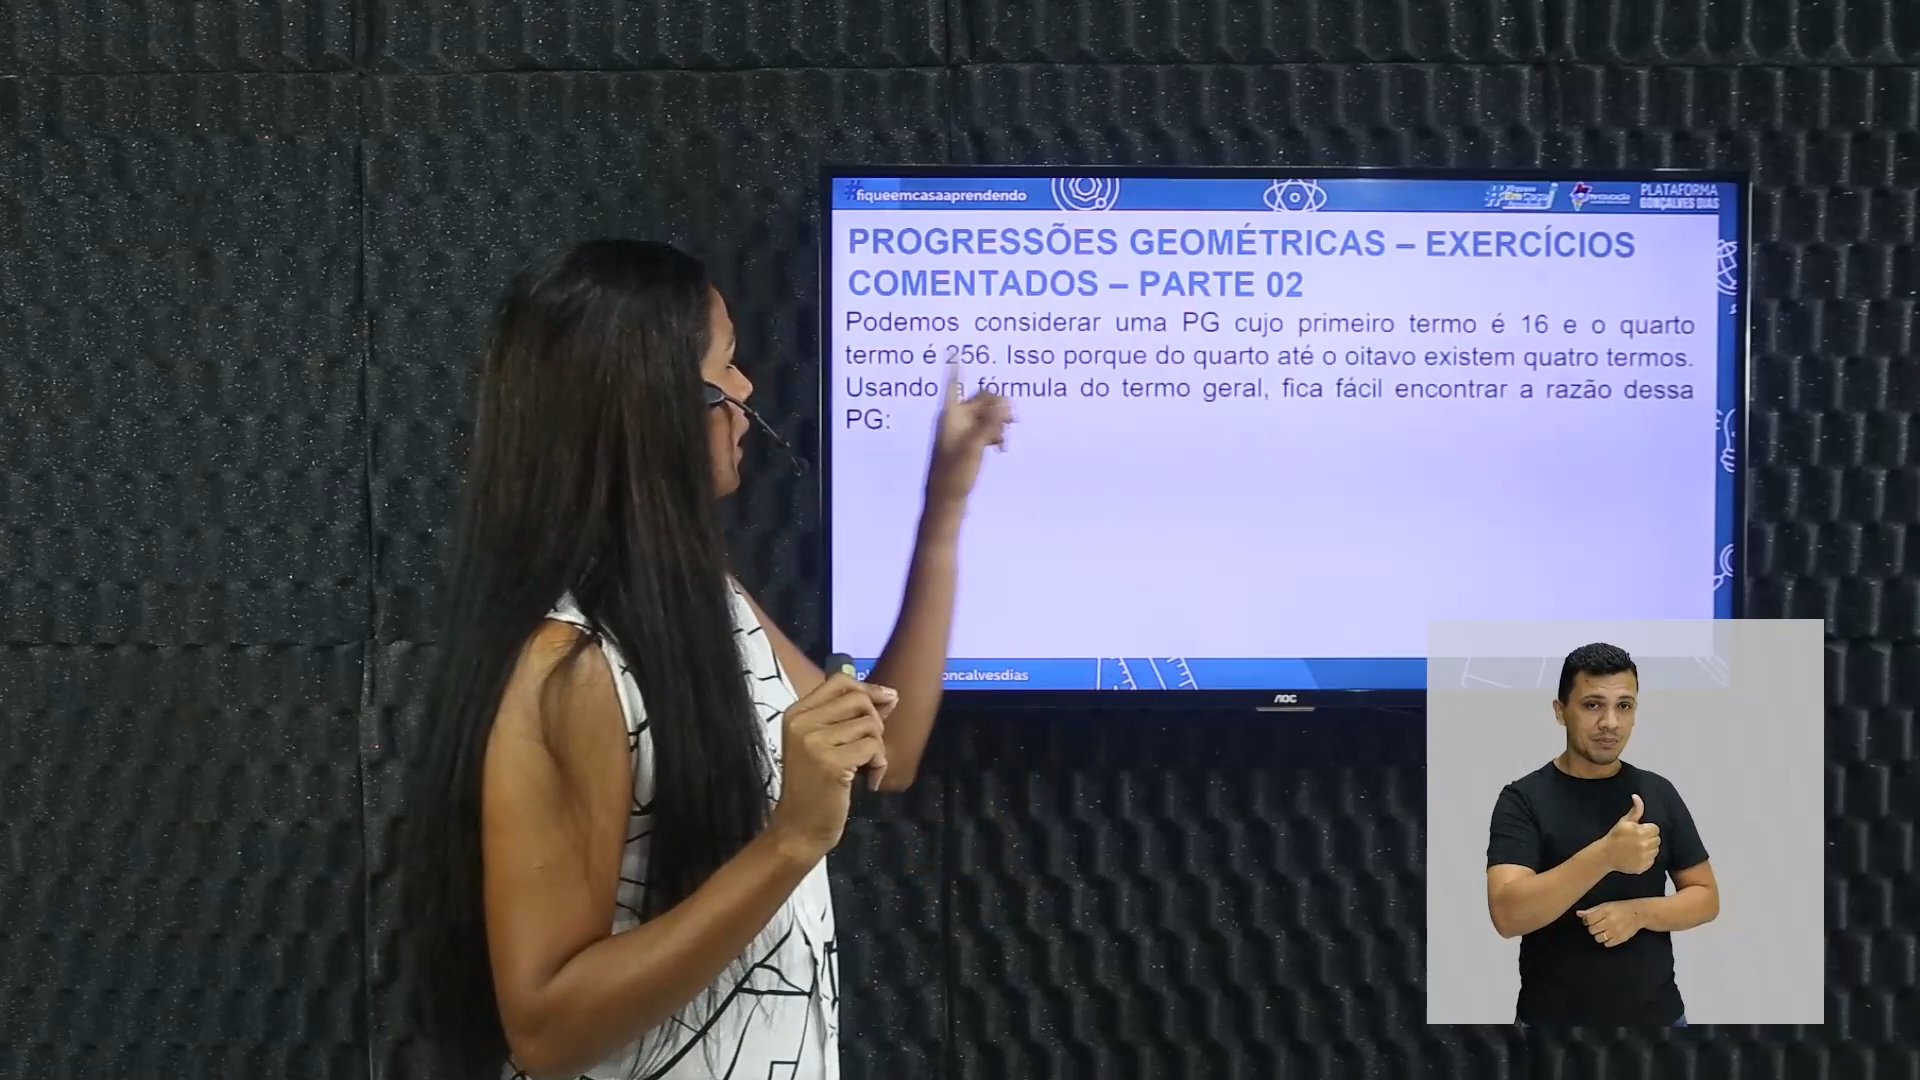 #fiqueemcasaaprendendo
PLATAFORMA
GONÇALVES DIAS
PROGRESSÕES GEOMÉTRICAS – EXERCÍCIOS
COMENTADOS – PARTE 02
Podemos considerar uma PG cujo primeiro termo é 16 e o quarto
termo é 256. Isso porque do quarto até o oitavo existem quatro termos.
Usando a fórmula do termo geral, fica fácil encontrar a razão dessa
PG:
oncalvesdias
AOC